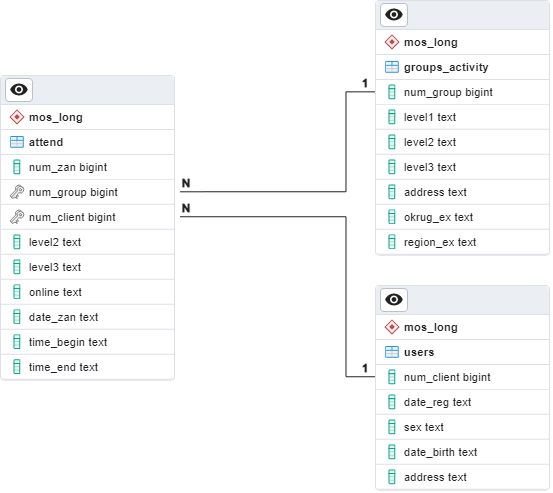 mos_long
attend
num_zan bigint
num_group bigint
num_client bigint
level2 text
level3 text
online text
date_zan text
time_begin text
time_end text
N
N
1
1
mos_long
groups_activity
num_group bigint
level1 text
level2 text
level3 text
address text
okrug_ex text
region_ex text
mos_long
users
num_client bigint
date_reg text
sex text
date_birth text
address text